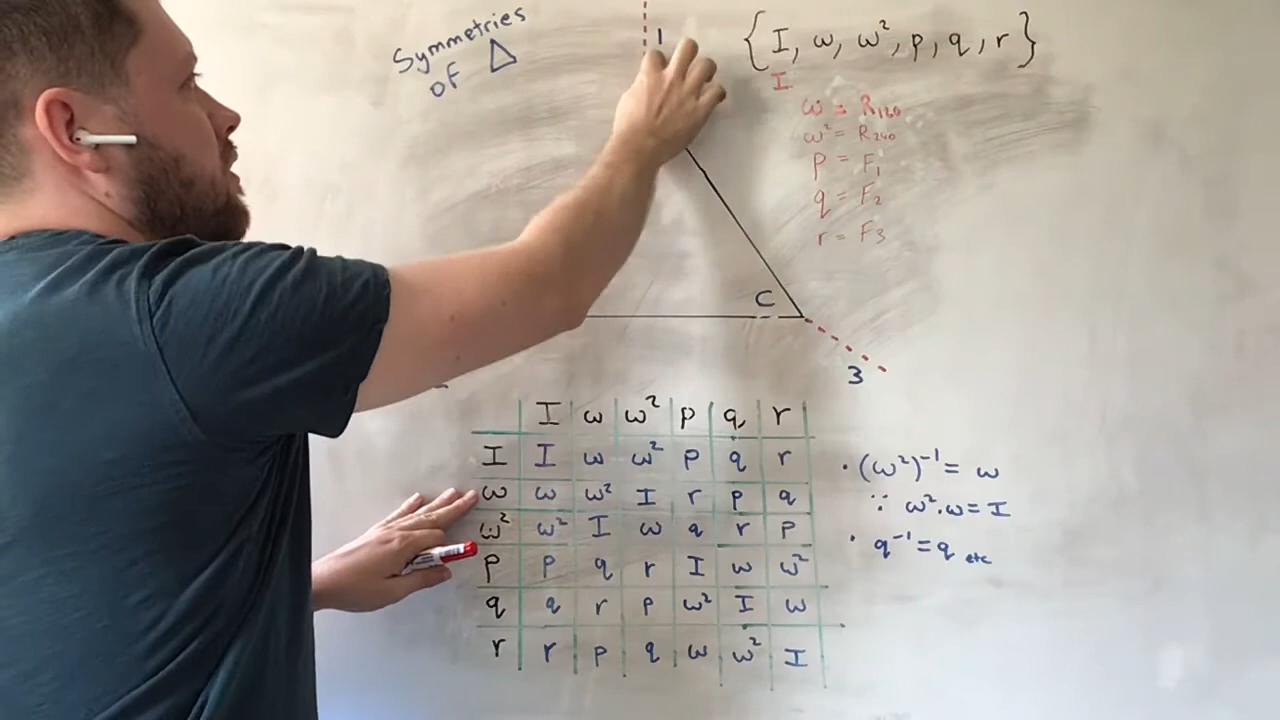 Symmetries
of △
1
{I, ω, ω², p, q, r}
I
ω = R₁₂₀
ω² = R₂₄₀
p = F₁
q = F₂
r = F₃
C
3
I ω ω² p q, r
I I ω ω² p q r
ω ω ω² I r p q
ω² ω² I ω q r p
p p q r I ω ω²
q q r p ω² I ω
r r p q ω ω² I
· (ω²)⁻¹ = ω
∵ ω².ω = I
· q⁻¹ = q etc